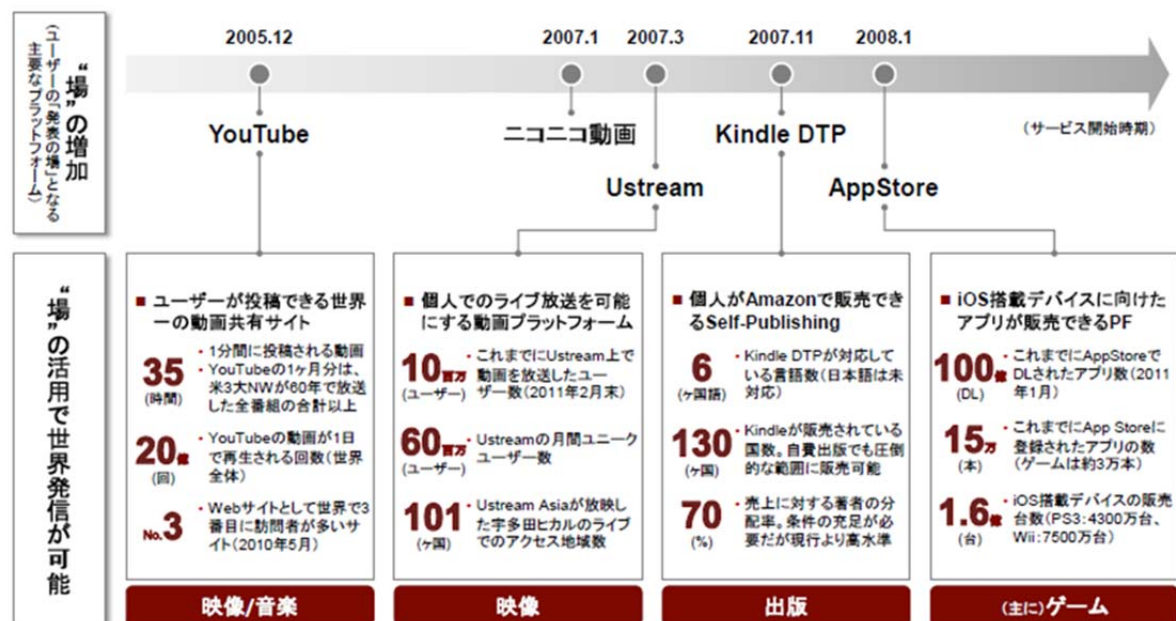 “場”の増加
(ユーザーの「発表の場」となる
主要なプラットフォーム)
2005.12
2007.1
2007.3
2007.11
2008.1
YouTube
ニコニコ動画
Kindle DTP
(サービス開始時期)
Ustream
AppStore
“場”の活用で世界発信が可能
■ ユーザーが投稿できる世界
一の動画共有サイト
35
(時間)
・1分間に投稿される動画
・YouTubeの1ヶ月分は、
米3大NWが60年で放送
した全番組の合計以上
20億
(回)
・YouTubeの動画が1日
で再生される回数(世界
全体)
No.3
・Webサイトとして世界で3
番目に訪問者が多いサ
イト(2010年5月)
映像/音楽
■ 個人でのライブ放送を可能
にする動画プラットフォーム
10百万
(ユーザー)
・これまでにUstream上で
動画を放送したユー
ザー数(2011年2月末)
60百万
(ユーザー)
・Ustreamの月間ユニーク
ユーザー数
101
(ヶ国)
・Ustream Asiaが放映し
た宇多田ヒカルのライブ
でのアクセス地域数
映像
■ 個人がAmazonで販売でき
るSelf-Publishing
6
(ヶ国語)
・Kindle DTPが対応して
いる言語数(日本語は未
対応)
130
(ヶ国)
・Kindleが販売されている
国数。自費出版でも圧倒
的な範囲に販売可能
70
(%)
・売上に対する著者の分
配率。条件の充足が必
要だが現行より高水準
出版
■ iOS搭載デバイスに向けた
アプリが販売できるPF
100億
(DL)
・これまでにAppStoreで
DLされたアプリ数(2011
年1月)
15万
(本)
・これまでにApp Storeに
登録されたアプリの数
(ゲームは約3万本)
1.6億
(台)
・iOS搭載デバイスの販売
台数(PS3:4300万台、
Wii:7500万台)
(主に)ゲーム